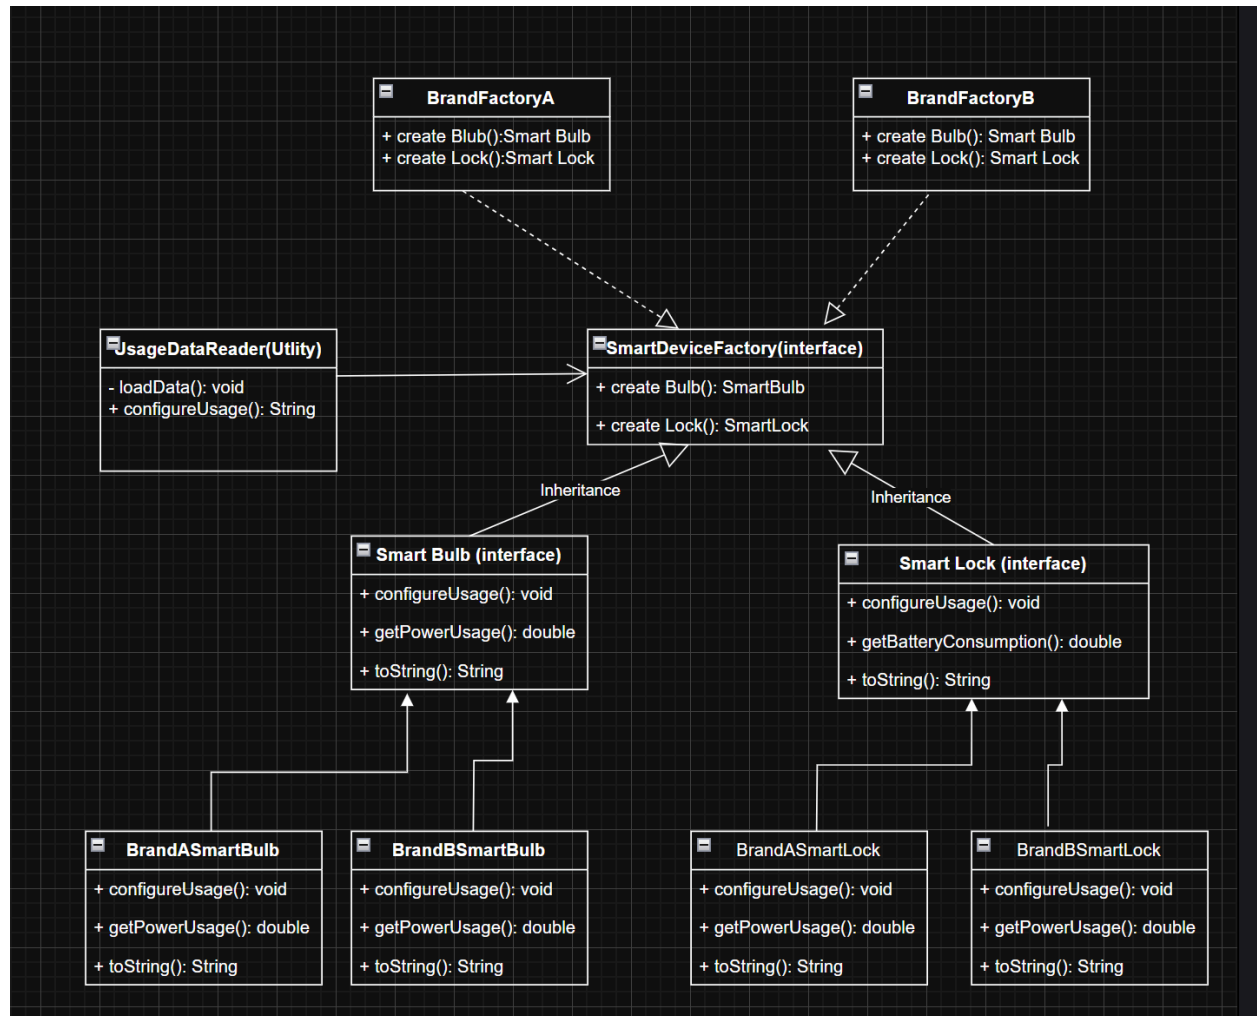 BrandFactoryA
+ create Blub():Smart Bulb
+ create Lock():Smart Lock
BrandFactoryB
+ create Bulb(): Smart Bulb
+ create Lock(): Smart Lock
UsageDataReader(Utlity)
- loadData(): void
+ configureUsage(): String
SmartDeviceFactory(interface)
+ create Bulb(): SmartBulb
+ create Lock(): SmartLock
Inheritance
Inheritance
Smart Bulb (interface)
+ configureUsage(): void
+ getPowerUsage(): double
+ toString(): String
Smart Lock (interface)
+ configureUsage(): void
+ getBatteryConsumption(): double
+ toString(): String
BrandASmartBulb
+ configureUsage(): void
+ getPowerUsage(): double
+ toString(): String
BrandBSmartBulb
+ configureUsage(): void
+ getPowerUsage(): double
+ toString(): String
BrandASmartLock
+ configureUsage(): void
+ getPowerUsage(): double
+ toString(): String
BrandBSmartLock
+ configureUsage(): void
+ getPowerUsage(): double
+ toString(): String